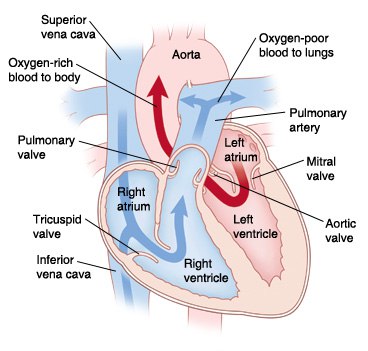 Superior
vena cava
Oxygen-rich
blood to body
Aorta
Oxygen-poor
blood to lungs
Pulmonary
artery
Pulmonary
valve
Left
atrium
Mitral
valve
Right
atrium
Tricuspid
valve
Left
ventricle
Aortic
valve
Inferior
vena cava
Right
ventricle